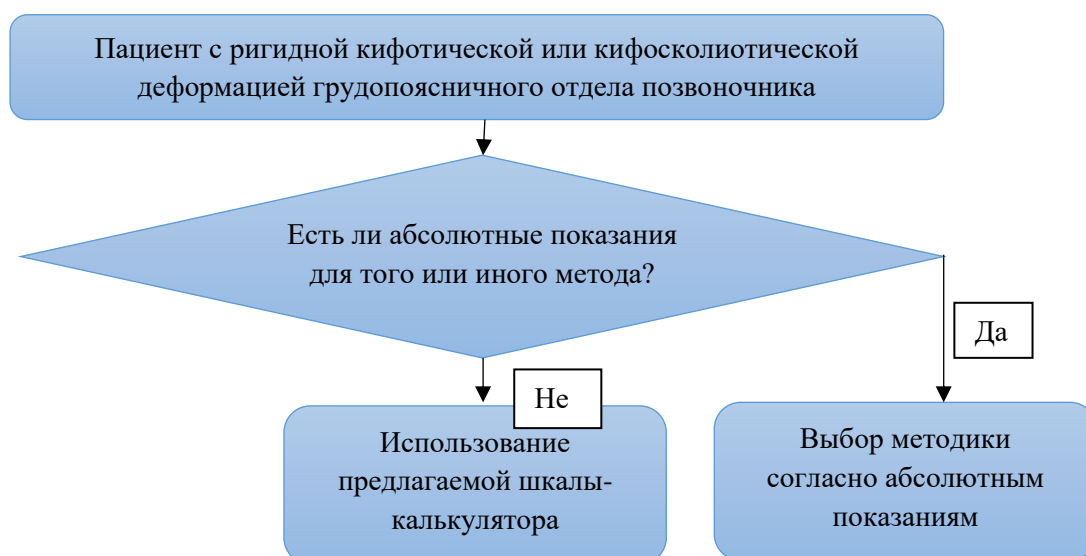 Пациент с ригидной кифотической или кифосколиотической
деформацией грудопоясничного отдела позвоночника
Есть ли абсолютные показания
для того или иного метода?
Да
Не
Использование
предлагаемой шкалы-
калькулятора
Выбор методики
согласно абсолютным
показаниям